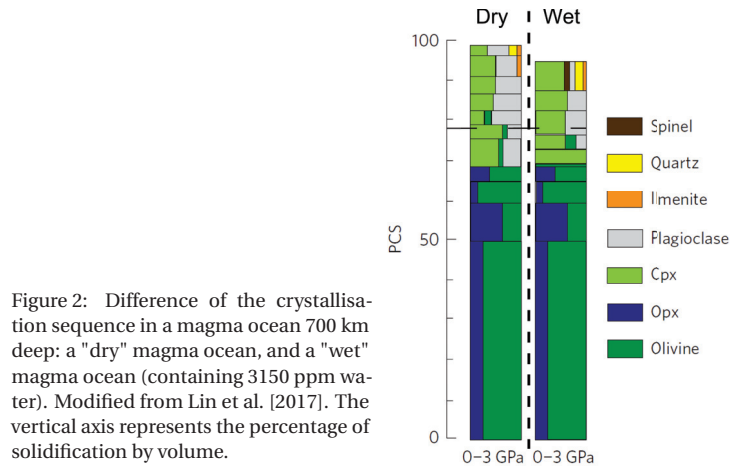 Dry
Wet
100
50
0
PCS
0–3 GPa
0–3 GPa
Spinel
Quartz
Ilmenite
Plagioclase
Cpx
Opx
Olivine
Figure 2: Difference of the crystallisa-
tion sequence in a magma ocean 700 km
deep: a "dry" magma ocean, and a "wet"
magma ocean (containing 3150 ppm wa-
ter). Modified from Lin et al. [2017]. The
vertical axis represents the percentage of
solidification by volume.